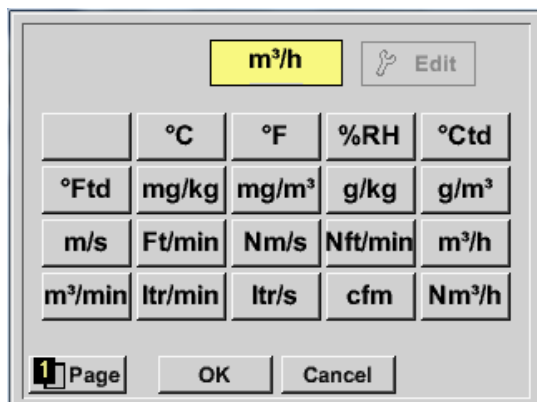 m³/h Edit
°C °F %RH °Ctd
°Ftd mg/kg mg/m³ g/kg g/m³
m/s Ft/min Nm/s Nft/min m³/h
m³/min ltr/min ltr/s cfm Nm³/h
1 Page OK Cancel